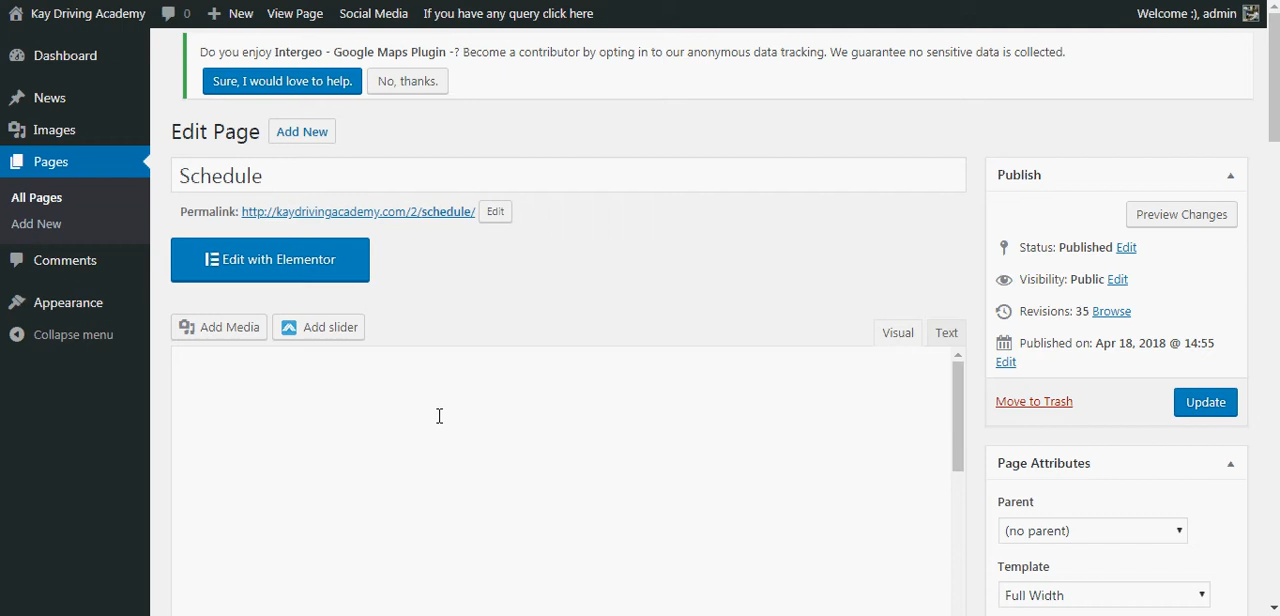 Kay Driving Academy 0 New View Page Social Media If you have any query click here Welcome :), admin
Dashboard
News
Images
Pages
All Pages
Add New
Comments
Appearance
Collapse menu
Do you enjoy Intergeo - Google Maps Plugin -? Become a contributor by opting in to our anonymous data tracking. We guarantee no sensitive data is collected.
Sure, I would love to help. No, thanks.
Edit Page Add New
Schedule
Permalink: http://kaydrivingacademy.com/2/schedule/ Edit
Edit with Elementor
Add Media Add slider
Visual Text
Publish
Preview Changes
Status: Published Edit
Visibility: Public Edit
Revisions: 35 Browse
Published on: Apr 18, 2018 @ 14:55
Edit
Move to Trash Update
Page Attributes
Parent
(no parent)
Template
Full Width